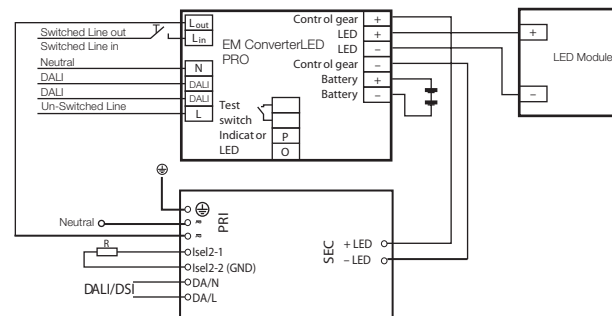 Switched Line out
Switched Line in
Neutral
DALI
DALI
Un-Switched Line
Lout
Lin
N
DALI
DALI
L
EM ConverterLED
PRO
Test
switch
Indicator
LED
P
O
Control gear +
LED +
LED –
Control gear –
Battery +
Battery –
+
LED Module
–
Neutral
PRI
≈
=
R
Isel2-1
Isel2-2 (GND)
DALI/DSI
DA/N
DA/L
SEC
+ LED
– LED